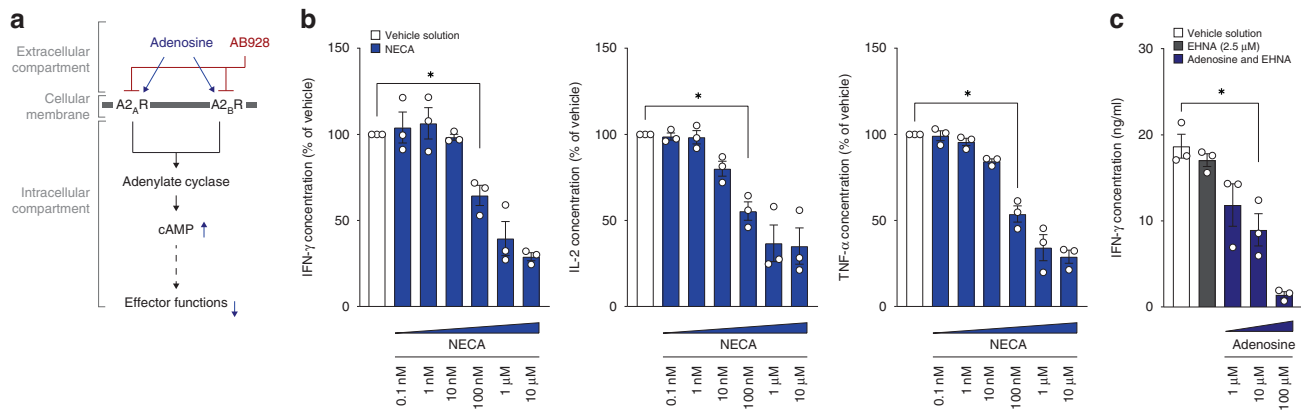 a
Extracellular
compartment
Cellular
membrane
Intracellular
compartment
Adenosine
AB928
A2AR
A2BR
Adenylate cyclase
cAMP
Effector functions
b
Vehicle solution
NECA
IFN-γ concentration (% of vehicle)
150
100
50
0
*
NECA
0.1 nM
1 nM
10 nM
100 nM
1 μM
10 μM
IL-2 concentration (% of vehicle)
150
100
50
0
*
NECA
0.1 nM
1 nM
10 nM
100 nM
1 μM
10 μM
TNF-α concentration (% of vehicle)
150
100
50
0
*
NECA
0.1 nM
1 nM
10 nM
100 nM
1 μM
10 μM
c
Vehicle solution
EHNA (2.5 μM)
Adenosine and EHNA
IFN-γ concentration (ng/ml)
30
20
10
0
*
Adenosine
1 μM
10 μM
100 μM